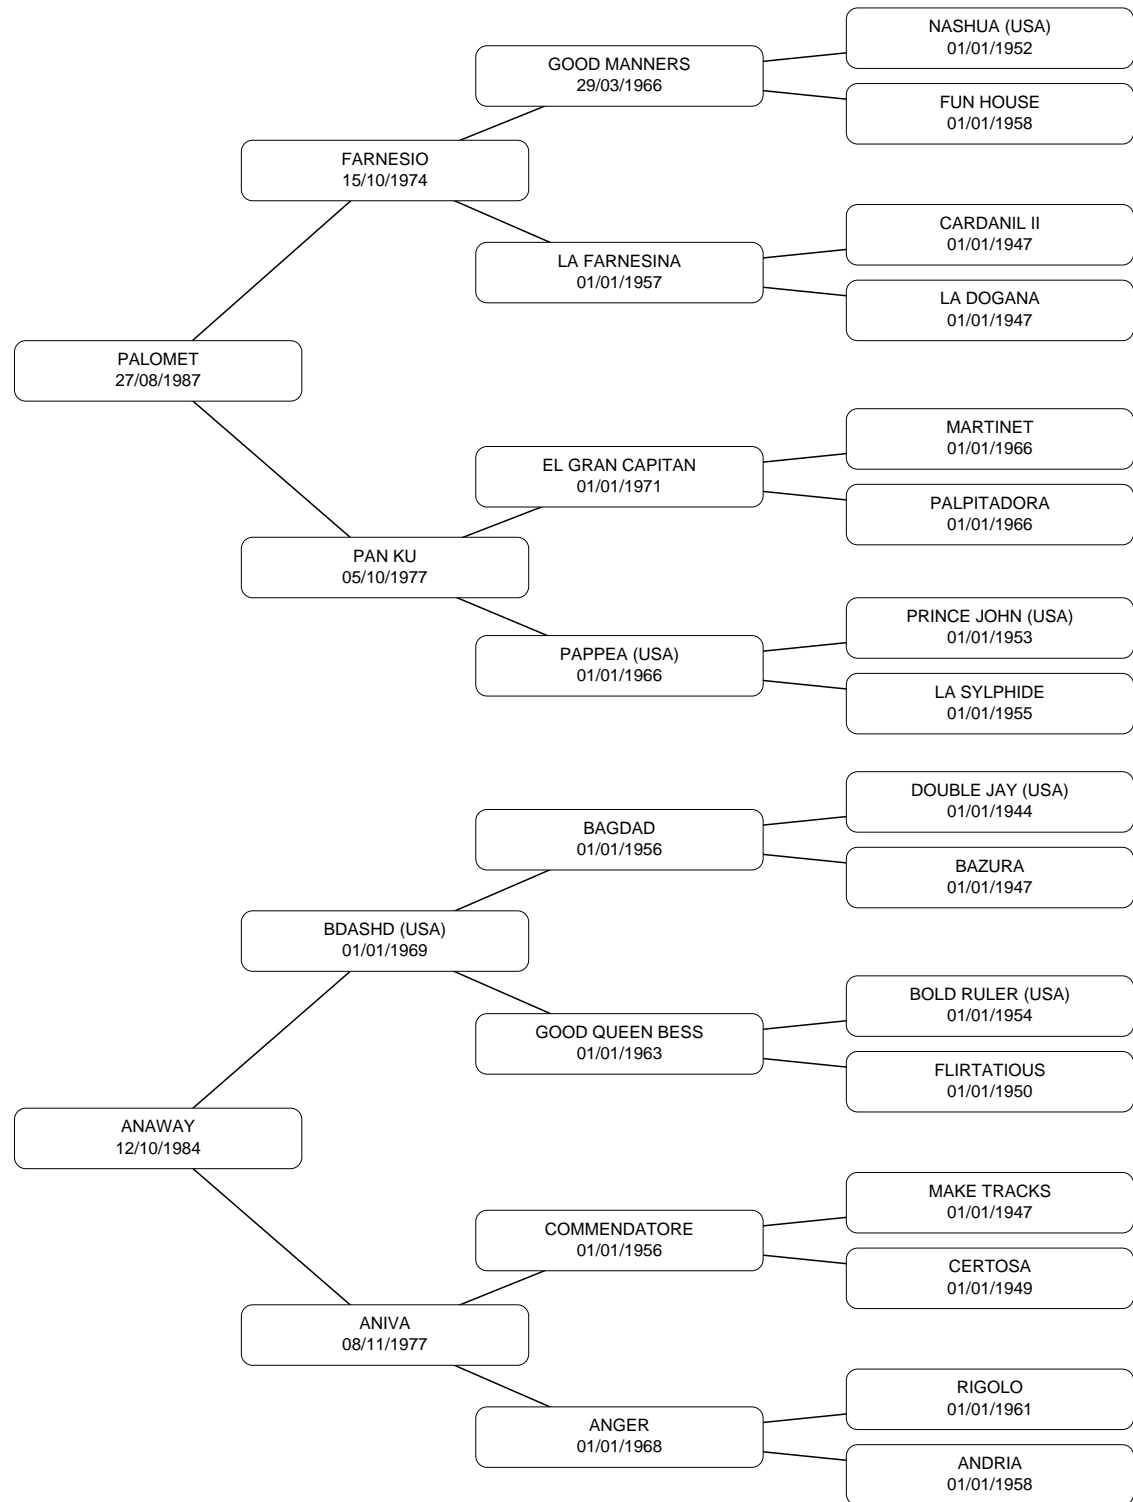 NASHUA (USA)
01/01/1952
GOOD MANNERS
29/03/1966
FUN HOUSE
01/01/1958
FARNESIO
15/10/1974
CARDANIL II
01/01/1947
LA FARNESINA
01/01/1957
LA DOGANA
01/01/1947
PALOMET
27/08/1987
MARTINET
01/01/1966
EL GRAN CAPITAN
01/01/1971
PALPITADORA
01/01/1966
PAN KU
05/10/1977
PRINCE JOHN (USA)
01/01/1953
PAPPEA (USA)
01/01/1966
LA SYLPHIDE
01/01/1955
DOUBLE JAY (USA)
01/01/1944
BAGDAD
01/01/1956
BAZURA
01/01/1947
BDASHD (USA)
01/01/1969
BOLD RULER (USA)
01/01/1954
GOOD QUEEN BESS
01/01/1963
FLIRTATIOUS
01/01/1950
ANAWAY
12/10/1984
MAKE TRACKS
01/01/1947
COMMENDATORE
01/01/1956
CERTOSA
01/01/1949
ANIVA
08/11/1977
RIGOLO
01/01/1961
ANGER
01/01/1968
ANDRIA
01/01/1958